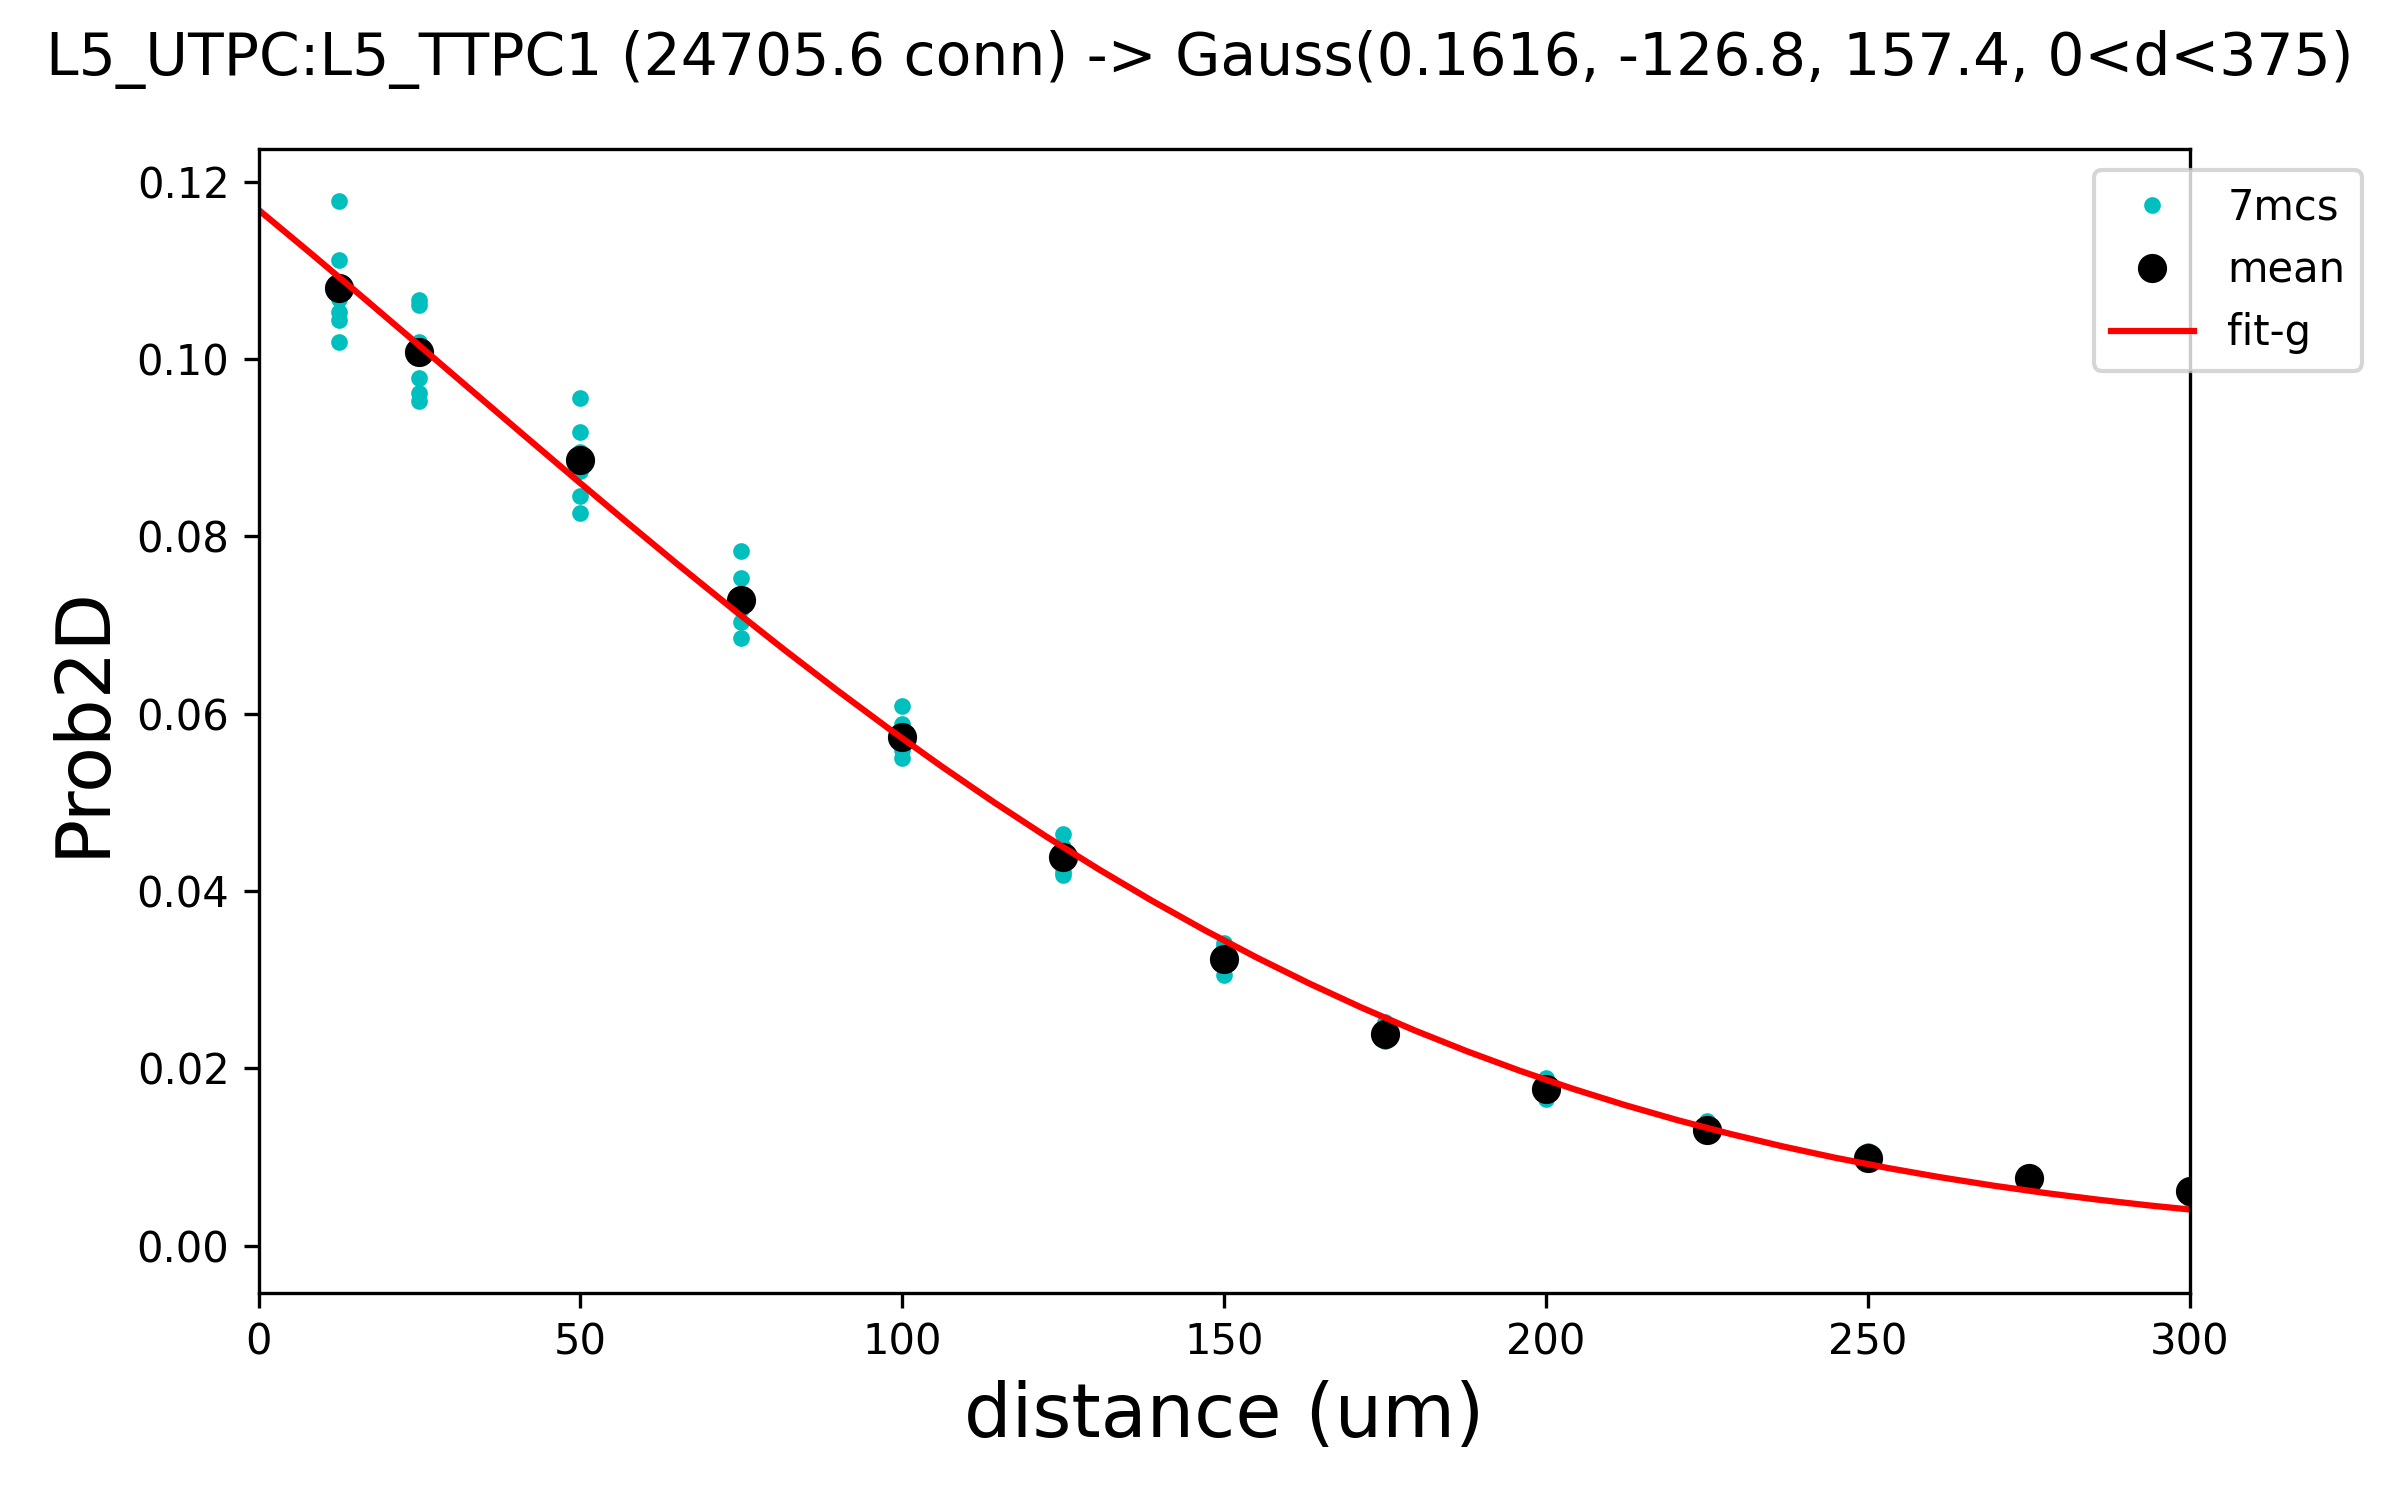 L5_UTPC:L5_TTPC1 (24705.6 conn) -> Gauss(0.1616, -126.8, 157.4, 0<d<375)
7mcs
mean
fit-g
0.12
0.10
0.08
0.06
0.04
0.02
0.00
Prob2D
0 50 100 150 200 250 300
distance (um)